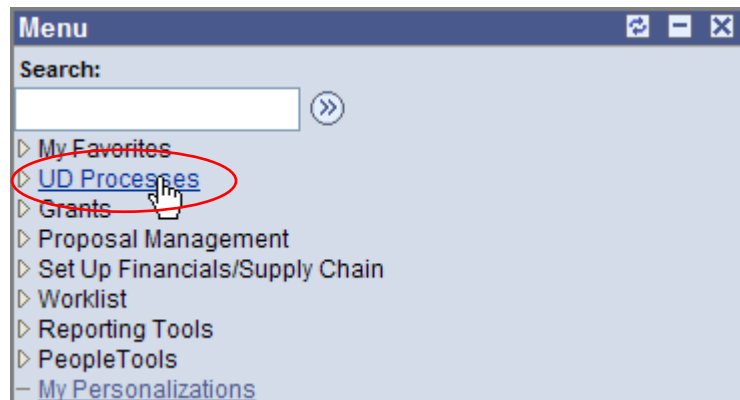 Menu
Search:
My Favorites
UD Processes
Grants
Proposal Management
Set Up Financials/Supply Chain
Worklist
Reporting Tools
PeopleTools
My Personalizations